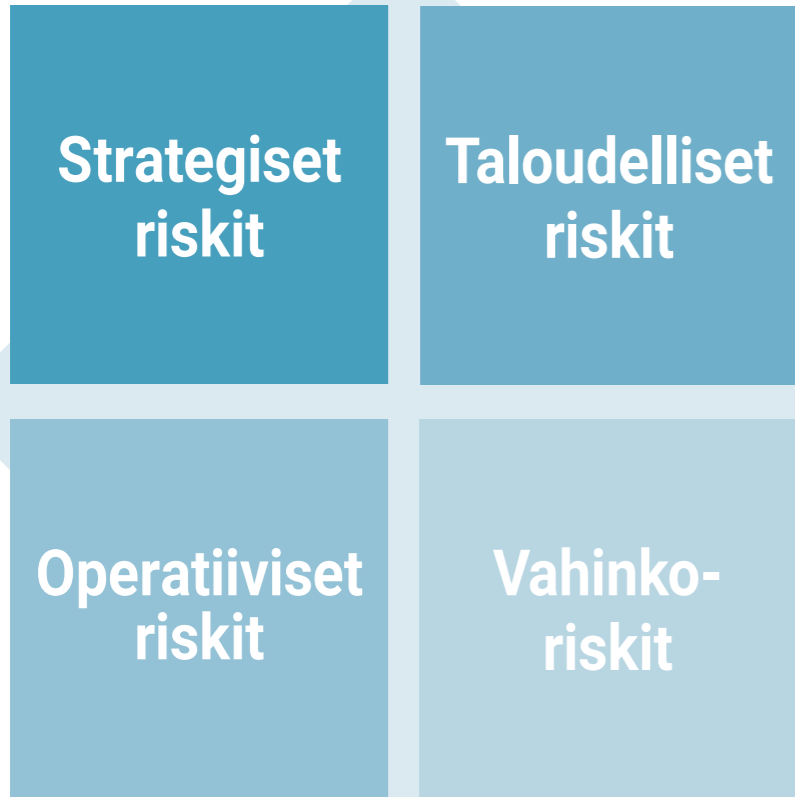 Strategiset
riskit
Taloudelliset
riskit
Operatiiviset
riskit
Vahinko-
riskit